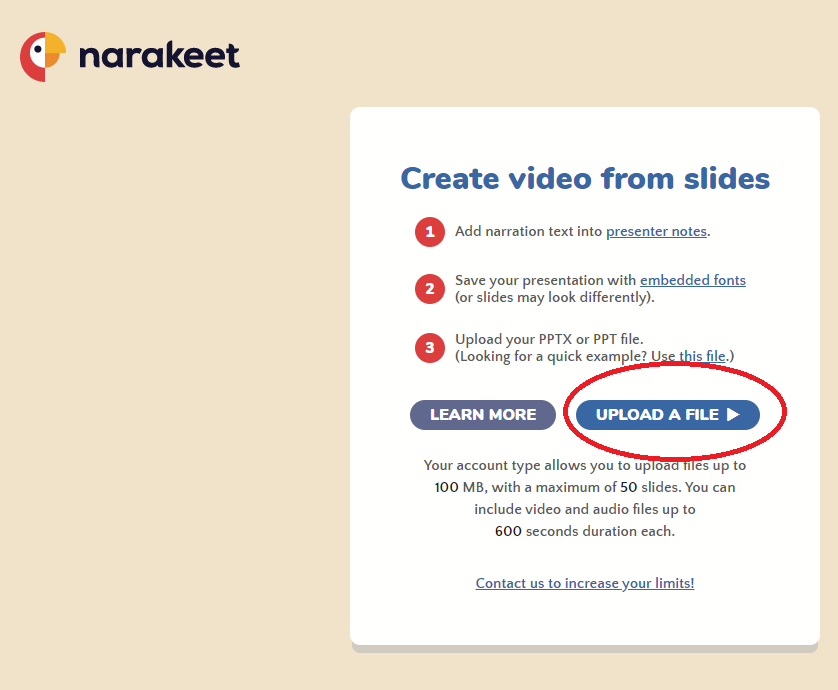 narakeet
Create video from slides
1 Add narration text into presenter notes.
2 Save your presentation with embedded fonts
(or slides may look differently).
3 Upload your PPTX or PPT file.
(Looking for a quick example? Use this file.)
LEARN MORE
UPLOAD A FILE ▶
Your account type allows you to upload files up to
100 MB, with a maximum of 50 slides. You can
include video and audio files up to
600 seconds duration each.
Contact us to increase your limits!